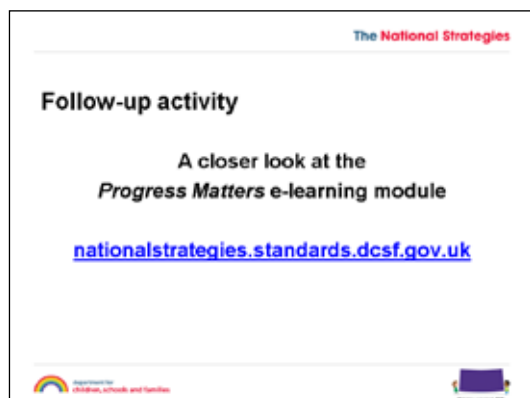 The National Strategies
Follow-up activity
A closer look at the
Progress Matters e-learning module
nationalstrategies.standards.dcsf.gov.uk
department for
children, schools and families